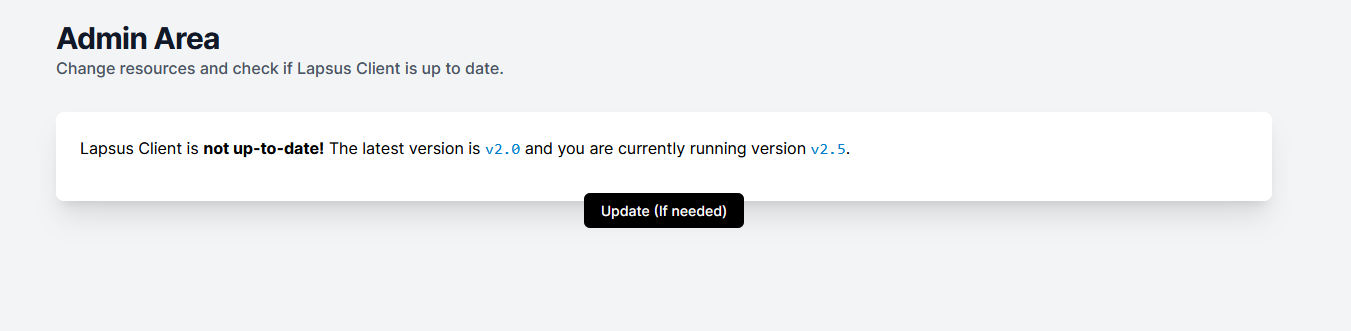 Admin Area
Change resources and check if Lapsus Client is up to date.
Lapsus Client is not up-to-date! The latest version is v2.0 and you are currently running version v2.5.
Update (If needed)